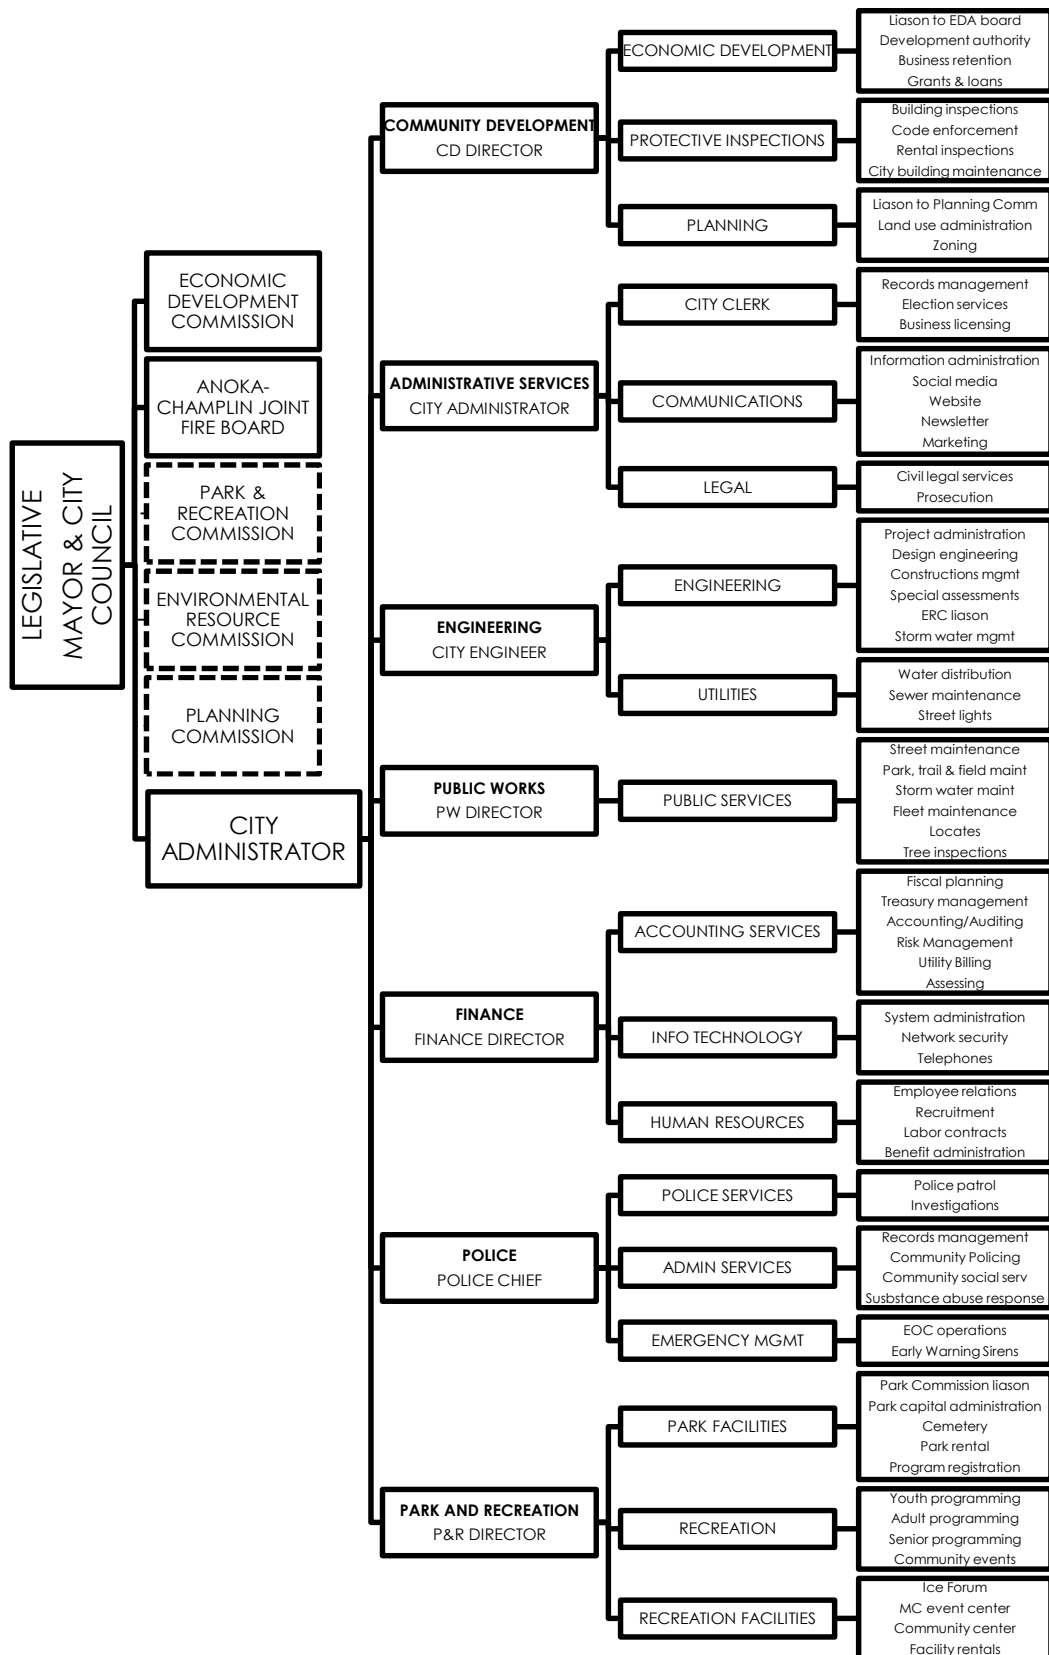 LEGISLATIVE
MAYOR & CITY
COUNCIL
ECONOMIC
DEVELOPMENT
COMMISSION
ANOKA-
CHAMPLIN JOINT
FIRE BOARD
PARK &
RECREATION
COMMISSION
ENVIRONMENTAL
RESOURCE
COMMISSION
PLANNING
COMMISSION
CITY
ADMINISTRATOR
COMMUNITY DEVELOPMENT
CD DIRECTOR
ECONOMIC DEVELOPMENT
Liason to EDA board
Development authority
Business retention
Grants & loans
PROTECTIVE INSPECTIONS
Building inspections
Code enforcement
Rental inspections
City building maintenance
PLANNING
Liason to Planning Comm
Land use administration
Zoning
ADMINISTRATIVE SERVICES
CITY ADMINISTRATOR
CITY CLERK
Records management
Election services
Business licensing
COMMUNICATIONS
Information administration
Social media
Website
Newsletter
Marketing
LEGAL
Civil legal services
Prosecution
ENGINEERING
CITY ENGINEER
ENGINEERING
Project administration
Design engineering
Constructions mgmt
Special assessments
ERC liason
Storm water mgmt
UTILITIES
Water distribution
Sewer maintenance
Street lights
PUBLIC WORKS
PW DIRECTOR
PUBLIC SERVICES
Street maintenance
Park, trail & field maint
Storm water maint
Fleet maintenance
Locates
Tree inspections
FINANCE
FINANCE DIRECTOR
ACCOUNTING SERVICES
Fiscal planning
Treasury management
Accounting/Auditing
Risk Management
Utility Billing
Assessing
INFO TECHNOLOGY
System administration
Network security
Telephones
HUMAN RESOURCES
Employee relations
Recruitment
Labor contracts
Benefit administration
POLICE
POLICE CHIEF
POLICE SERVICES
Police patrol
Investigations
ADMIN SERVICES
Records management
Community Policing
Community social serv
Susbstance abuse response
EMERGENCY MGMT
EOC operations
Early Warning Sirens
PARK AND RECREATION
P&R DIRECTOR
PARK FACILITIES
Park Commission liason
Park capital administration
Cemetery
Park rental
Program registration
RECREATION
Youth programming
Adult programming
Senior programming
Community events
RECREATION FACILITIES
Ice Forum
MC event center
Community center
Facility rentals